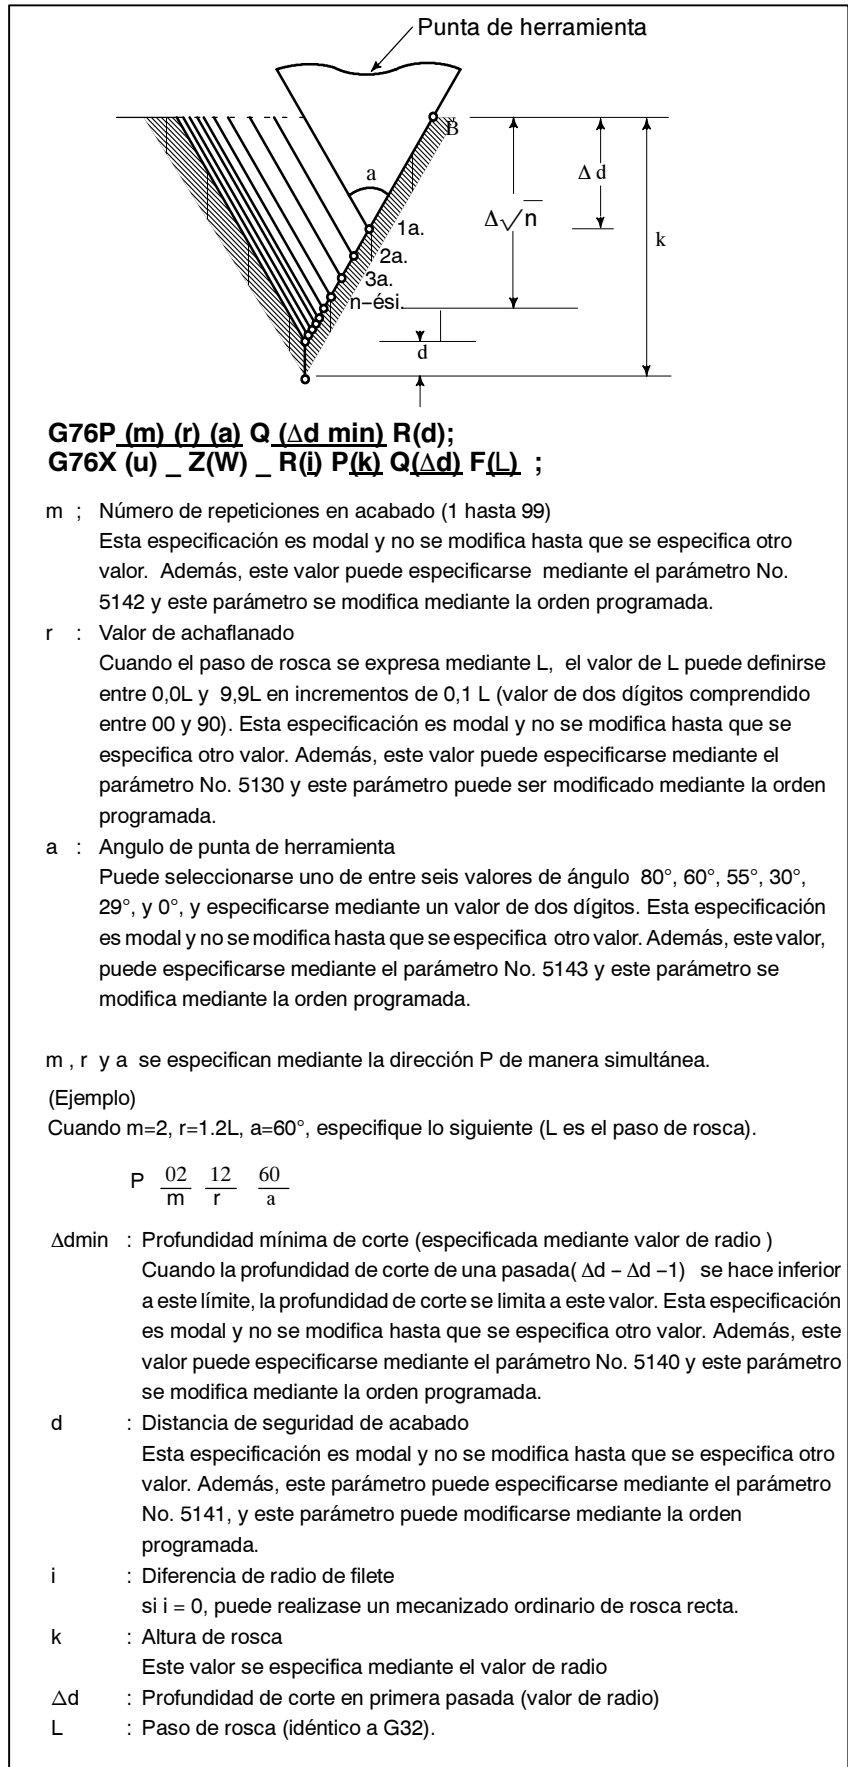 Punta de herramienta
B
a
Δ d
Δ√n
k
1a.
2a.
3a.
n−ési.
d
G76P (m) (r) (a) Q (Δd min) R(d);
G76X (u) _ Z(W) _ R(i) P(k) Q(Δd) F(L) ;
m ; Número de repeticiones en acabado (1 hasta 99)
Esta especificación es modal y no se modifica hasta que se especifica otro
valor. Además, este valor puede especificarse mediante el parámetro No.
5142 y este parámetro se modifica mediante la orden programada.
r : Valor de achaflanado
Cuando el paso de rosca se expresa mediante L, el valor de L puede definirse
entre 0,0L y 9,9L en incrementos de 0,1 L (valor de dos dígitos comprendido
entre 00 y 90). Esta especificación es modal y no se modifica hasta que se
especifica otro valor. Además, este valor puede especificarse mediante el
parámetro No. 5130 y este parámetro puede ser modificado mediante la orden
programada.
a : Angulo de punta de herramienta
Puede seleccionarse uno de entre seis valores de ángulo 80°, 60°, 55°, 30°,
29°, y 0°, y especificarse mediante un valor de dos dígitos. Esta especificación
es modal y no se modifica hasta que se especifica otro valor. Además, este valor,
puede especificarse mediante el parámetro No. 5143 y este parámetro se
modifica mediante la orden programada.
m , r y a se especifican mediante la dirección P de manera simultánea.
(Ejemplo)
Cuando m=2, r=1.2L, a=60°, especifique lo siguiente (L es el paso de rosca).
P 02 12 60
m r a
Δdmin : Profundidad mínima de corte (especificada mediante valor de radio )
Cuando la profundidad de corte de una pasada( Δd − Δd −1) se hace inferior
a este límite, la profundidad de corte se limita a este valor. Esta especificación
es modal y no se modifica hasta que se especifica otro valor. Además, este
valor puede especificarse mediante el parámetro No. 5140 y este parámetro
se modifica mediante la orden programada.
d : Distancia de seguridad de acabado
Esta especificación es modal y no se modifica hasta que se especifica otro
valor. Además, este parámetro puede especificarse mediante el parámetro
No. 5141, y este parámetro puede modificarse mediante la orden
programada.
i : Diferencia de radio de filete
si i = 0, puede realizase un mecanizado ordinario de rosca recta.
k : Altura de rosca
Este valor se especifica mediante el valor de radio
Δd : Profundidad de corte en primera pasada (valor de radio)
L : Paso de rosca (idéntico a G32).